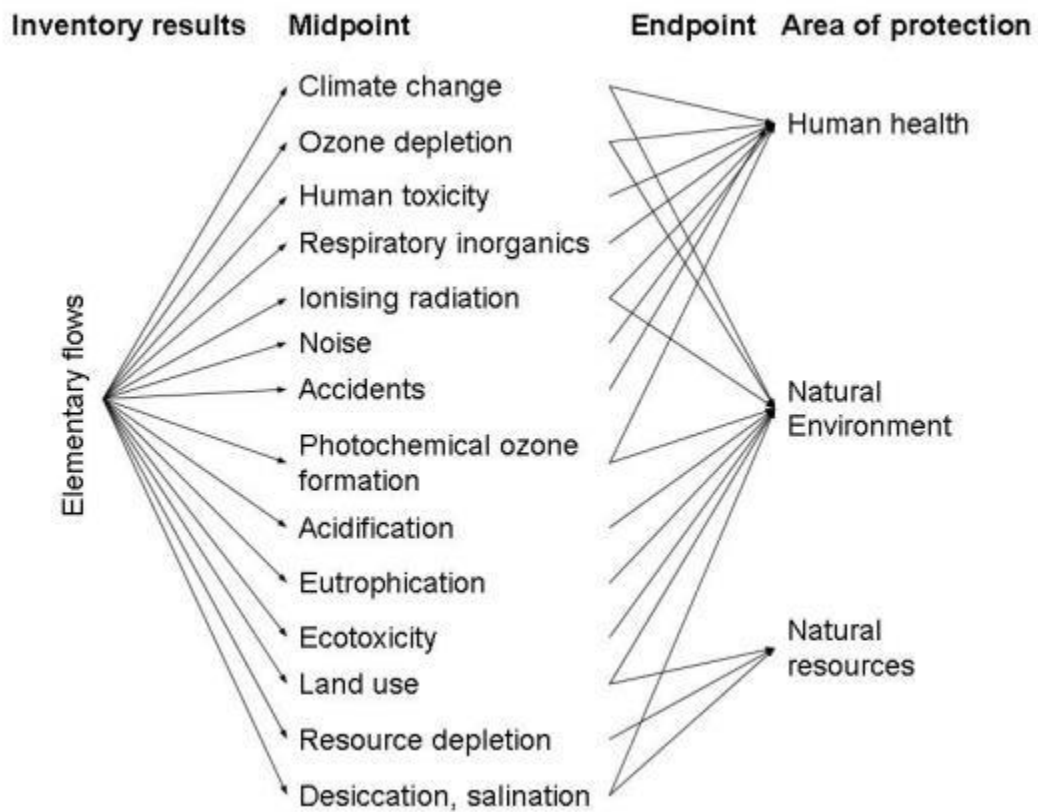 Inventory results Midpoint Endpoint Area of protection
Climate change
Ozone depletion
Human toxicity
Respiratory inorganics
Ionising radiation
Noise
Accidents
Photochemical ozone
formation
Acidification
Eutrophication
Ecotoxicity
Land use
Resource depletion
Desiccation, salination
Elementary flows
Human health
Natural
Environment
Natural
resources